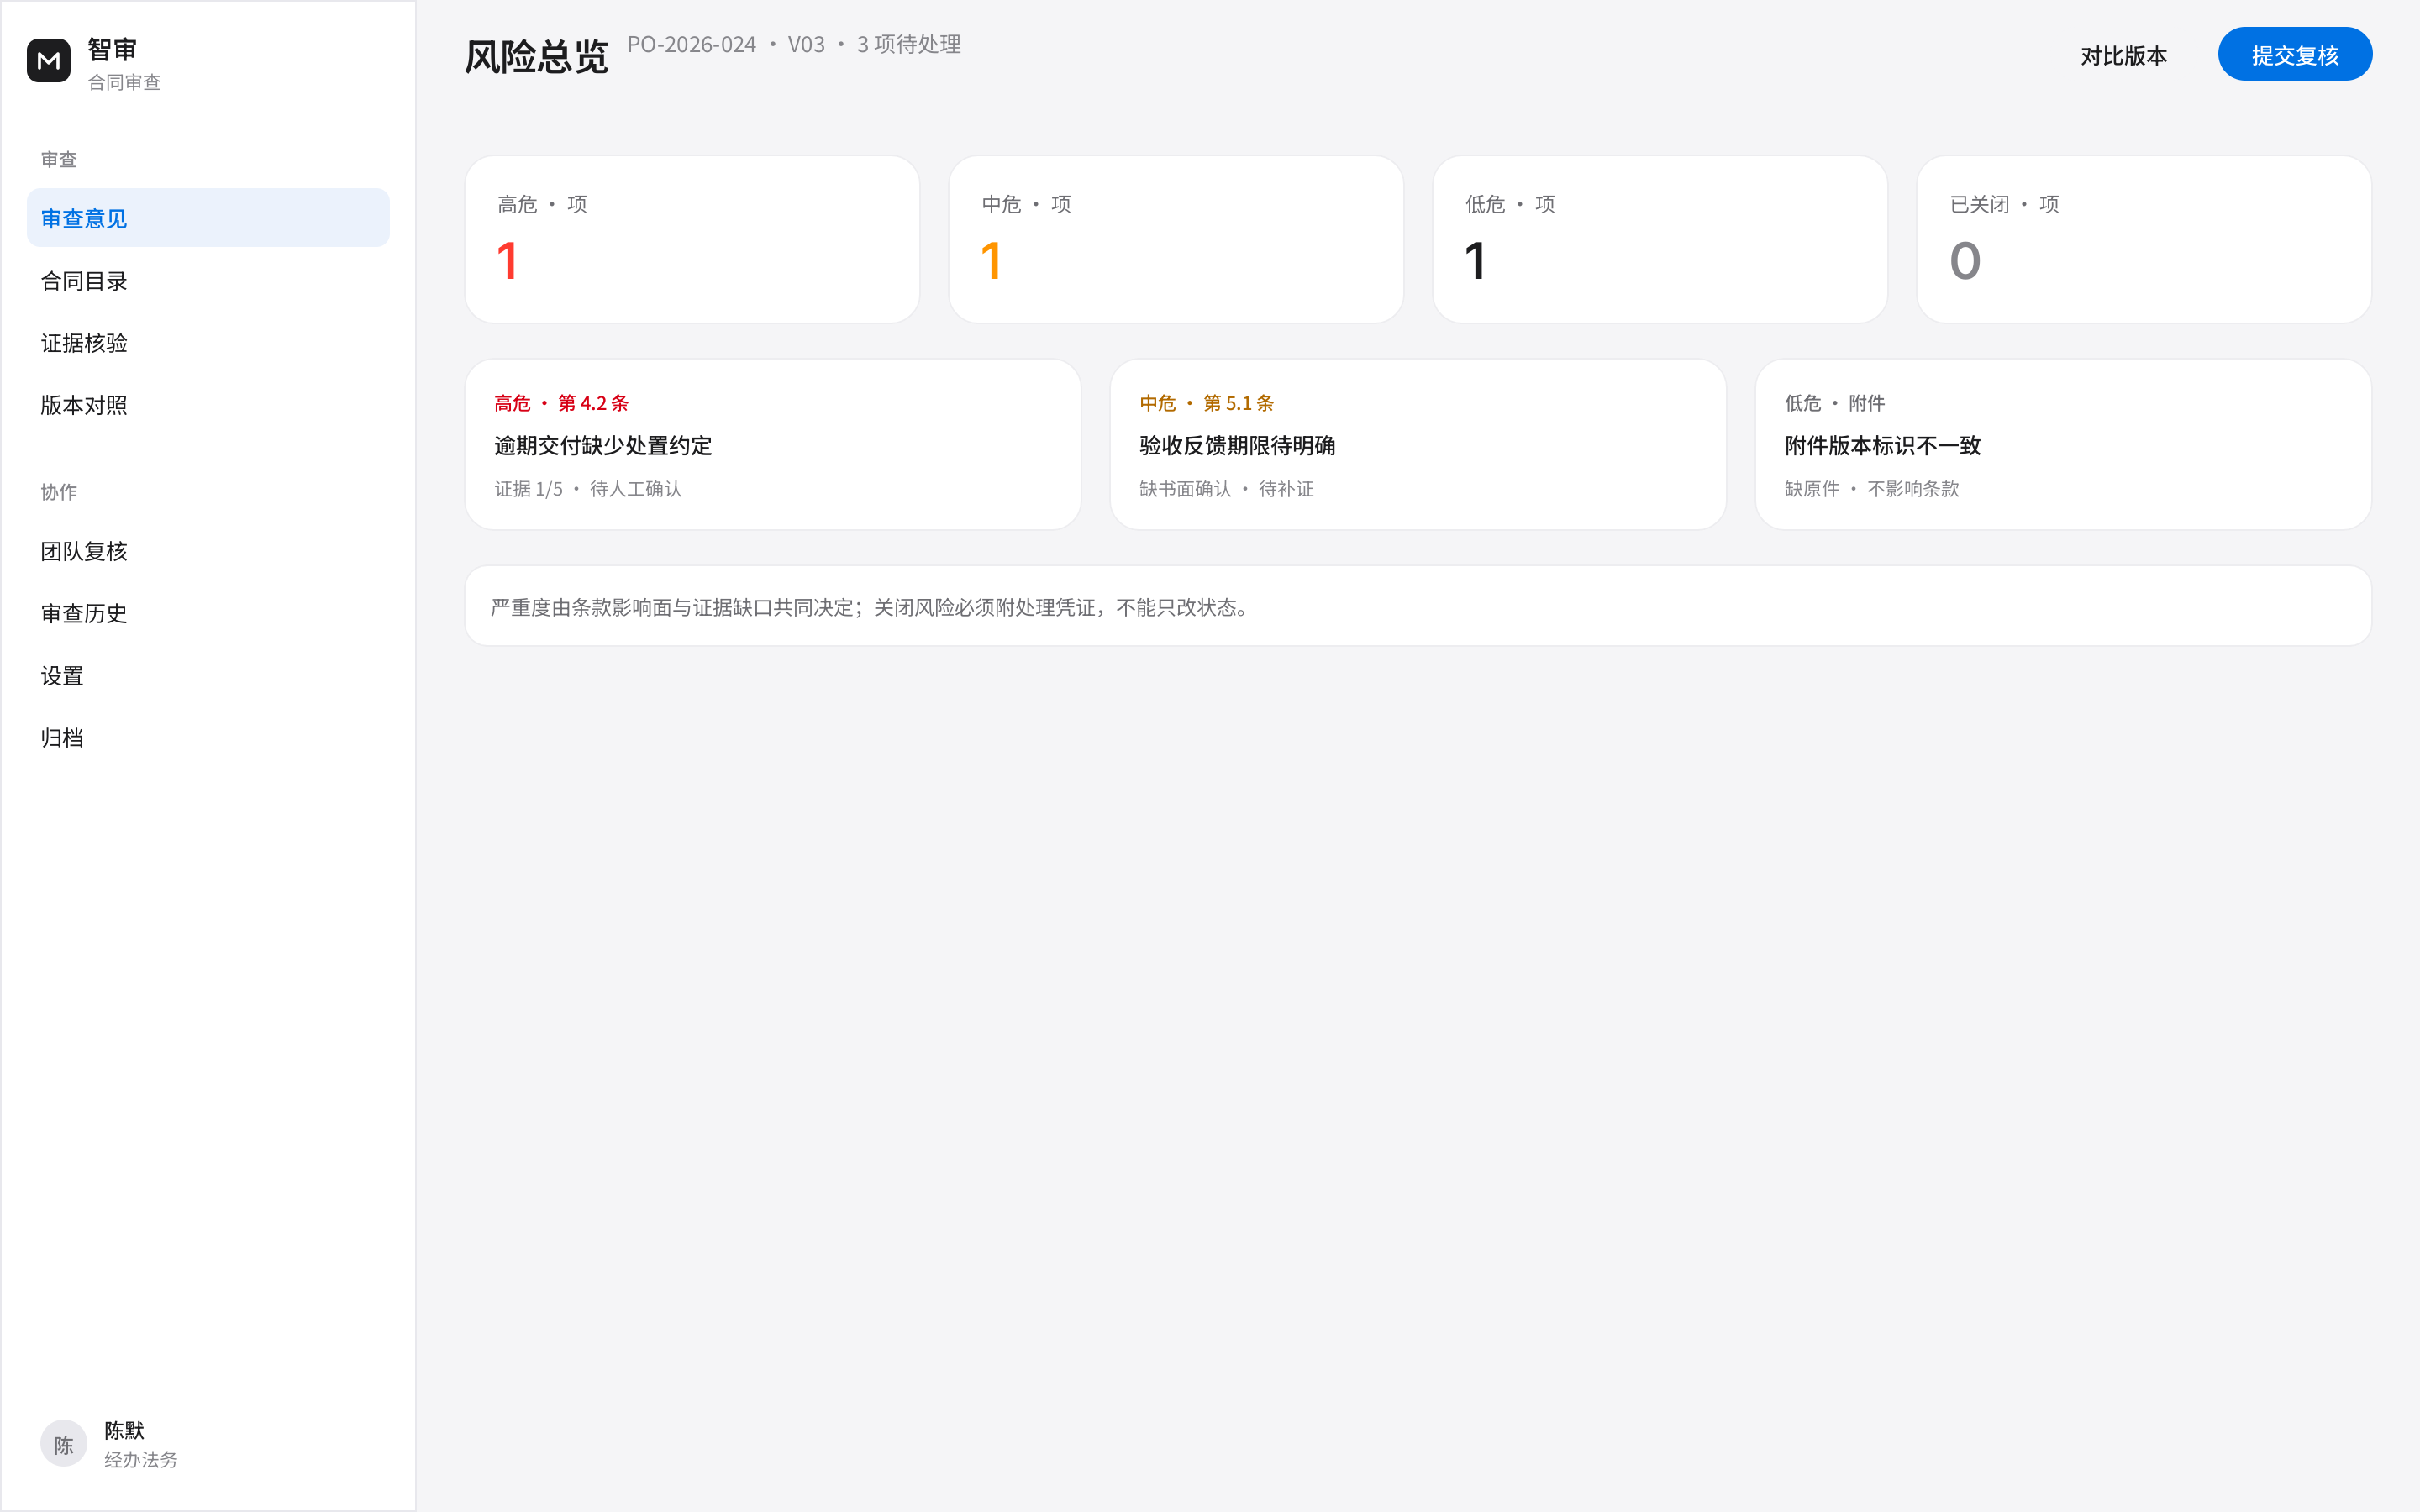 智审
合同审查
审查
审查意见
合同目录
证据核验
版本对照
协作
团队复核
审查历史
设置
归档
陈
陈默
经办法务
风险总览
PO-2026-024 · V03 · 3 项待处理
对比版本
提交复核
高危 · 项
1
中危 · 项
1
低危 · 项
1
已关闭 · 项
0
高危 · 第 4.2 条
逾期交付缺少处置约定
证据 1/5 · 待人工确认
中危 · 第 5.1 条
验收反馈期限待明确
缺书面确认 · 待补证
低危 · 附件
附件版本标识不一致
缺原件 · 不影响条款
严重度由条款影响面与证据缺口共同决定；关闭风险必须附处理凭证，不能只改状态。